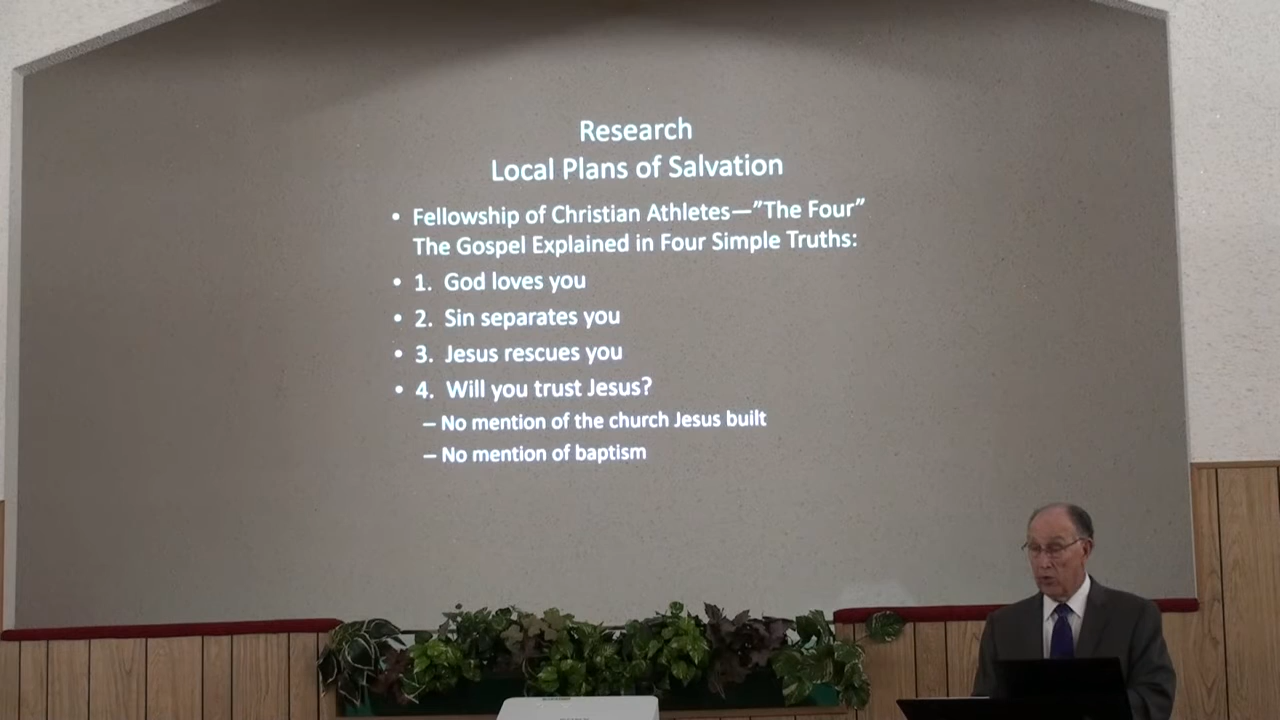 Research
Local Plans of Salvation
• Fellowship of Christian Athletes—”The Four”
The Gospel Explained in Four Simple Truths:
• 1. God loves you
• 2. Sin separates you
• 3. Jesus rescues you
• 4. Will you trust Jesus?
– No mention of the church Jesus built
– No mention of baptism